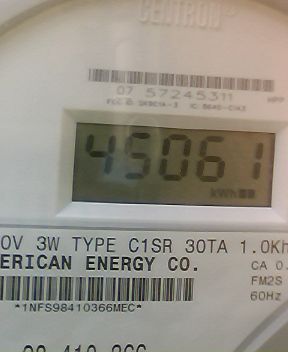 CENTRON
07 57245311
45061
kWh
0V 3W TYPE C1SR 30TA 1.0Kh
ERICAN ENERGY CO.
CA 0.
FM2S
60Hz
*1NFS98410366MEC*